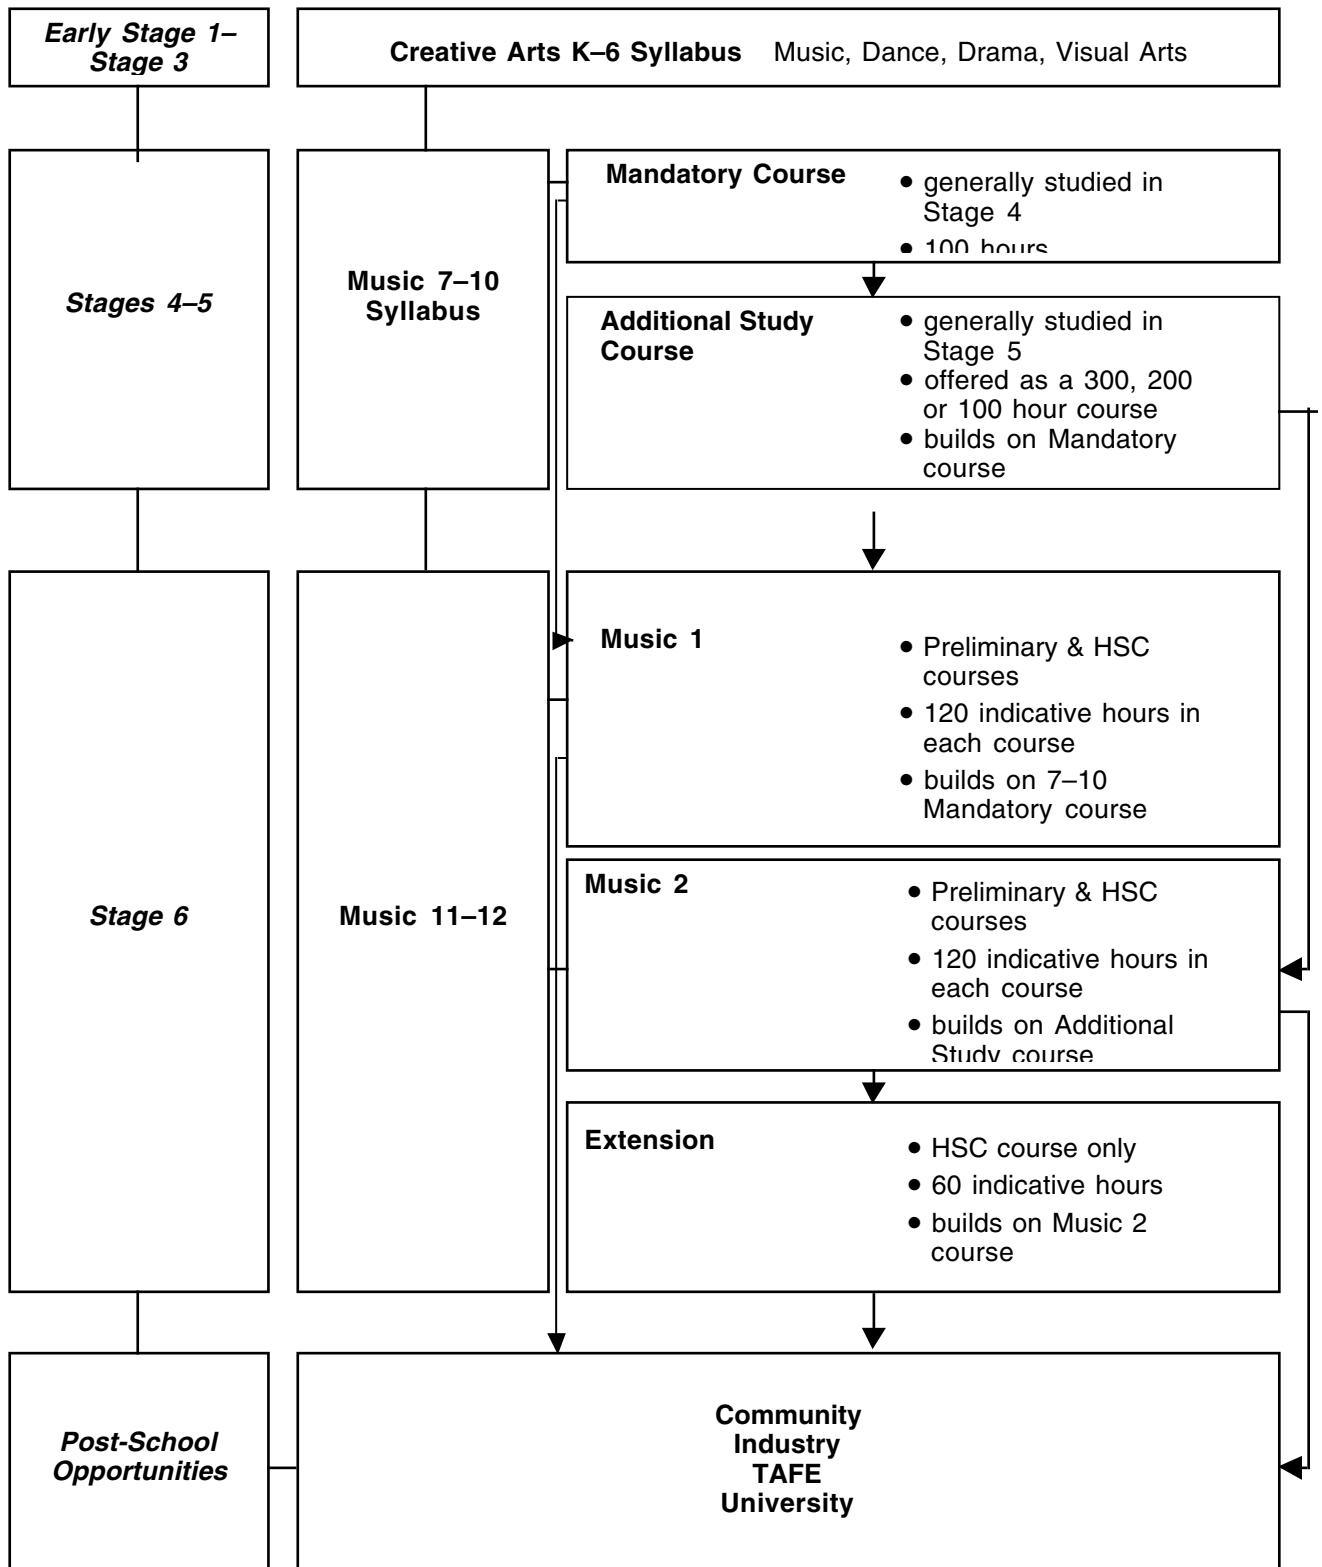 Early Stage 1–
Stage 3
Creative Arts K–6 Syllabus Music, Dance, Drama, Visual Arts
Stages 4–5
Music 7–10
Syllabus
Mandatory Course
• generally studied in
Stage 4
• 100 hours
Additional Study
Course
• generally studied in
Stage 5
• offered as a 300, 200
or 100 hour course
• builds on Mandatory
course
Stage 6
Music 11–12
Music 1
• Preliminary & HSC
courses
• 120 indicative hours in
each course
• builds on 7–10
Mandatory course
Music 2
• Preliminary & HSC
courses
• 120 indicative hours in
each course
• builds on Additional
Study course
Extension
• HSC course only
• 60 indicative hours
• builds on Music 2
course
Post-School
Opportunities
Community
Industry
TAFE
University